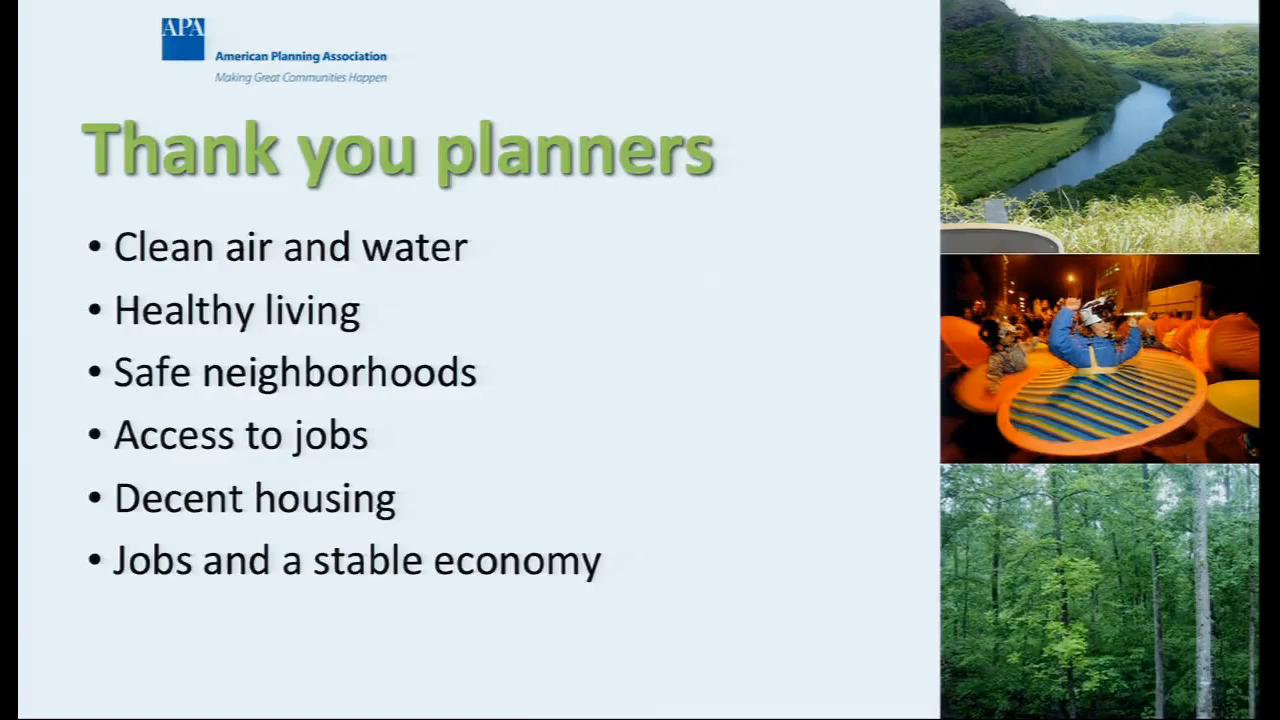 APA
American Planning Association
Making Great Communities Happen
Thank you planners
• Clean air and water
• Healthy living
• Safe neighborhoods
• Access to jobs
• Decent housing
• Jobs and a stable economy